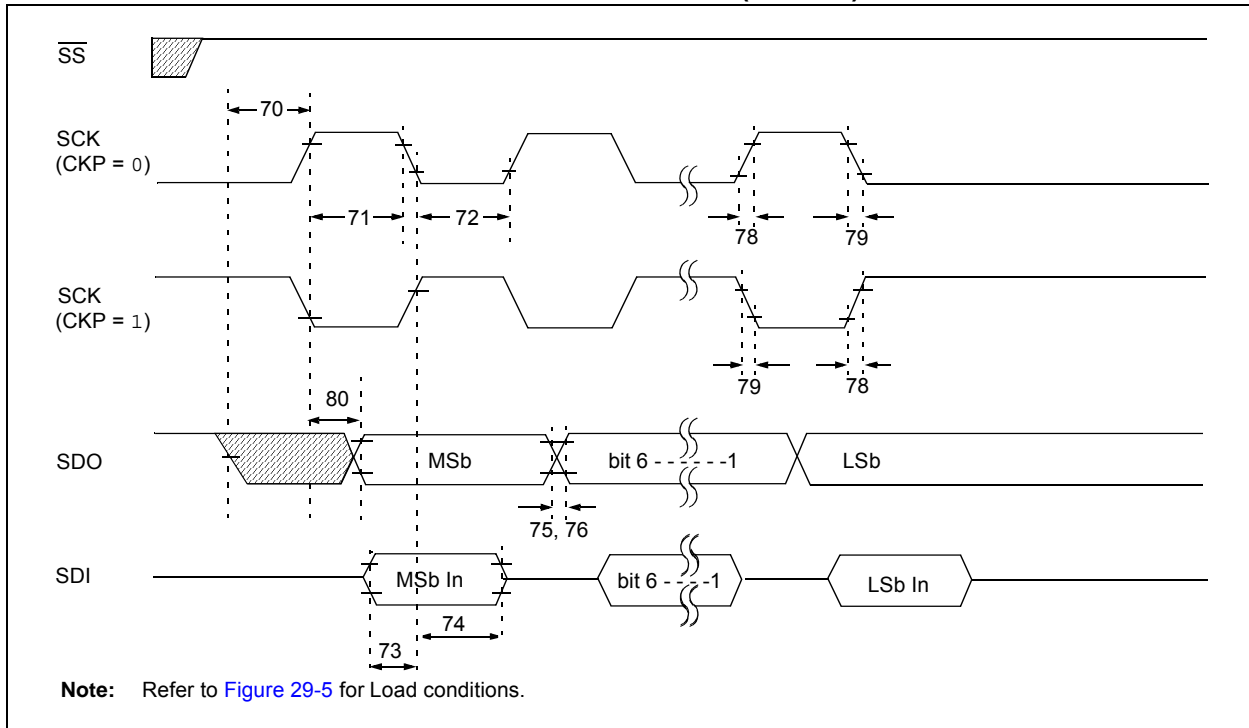 SS
70
SCK
(CKP = 0)
71
72
78
79
SCK
(CKP = 1)
79
78
80
SDO
MSb
bit 6 - - - - - -1
LSb
75, 76
SDI
MSb In
bit 6 - - - - -1
LSb In
74
73
Note: Refer to Figure 29-5 for Load conditions.